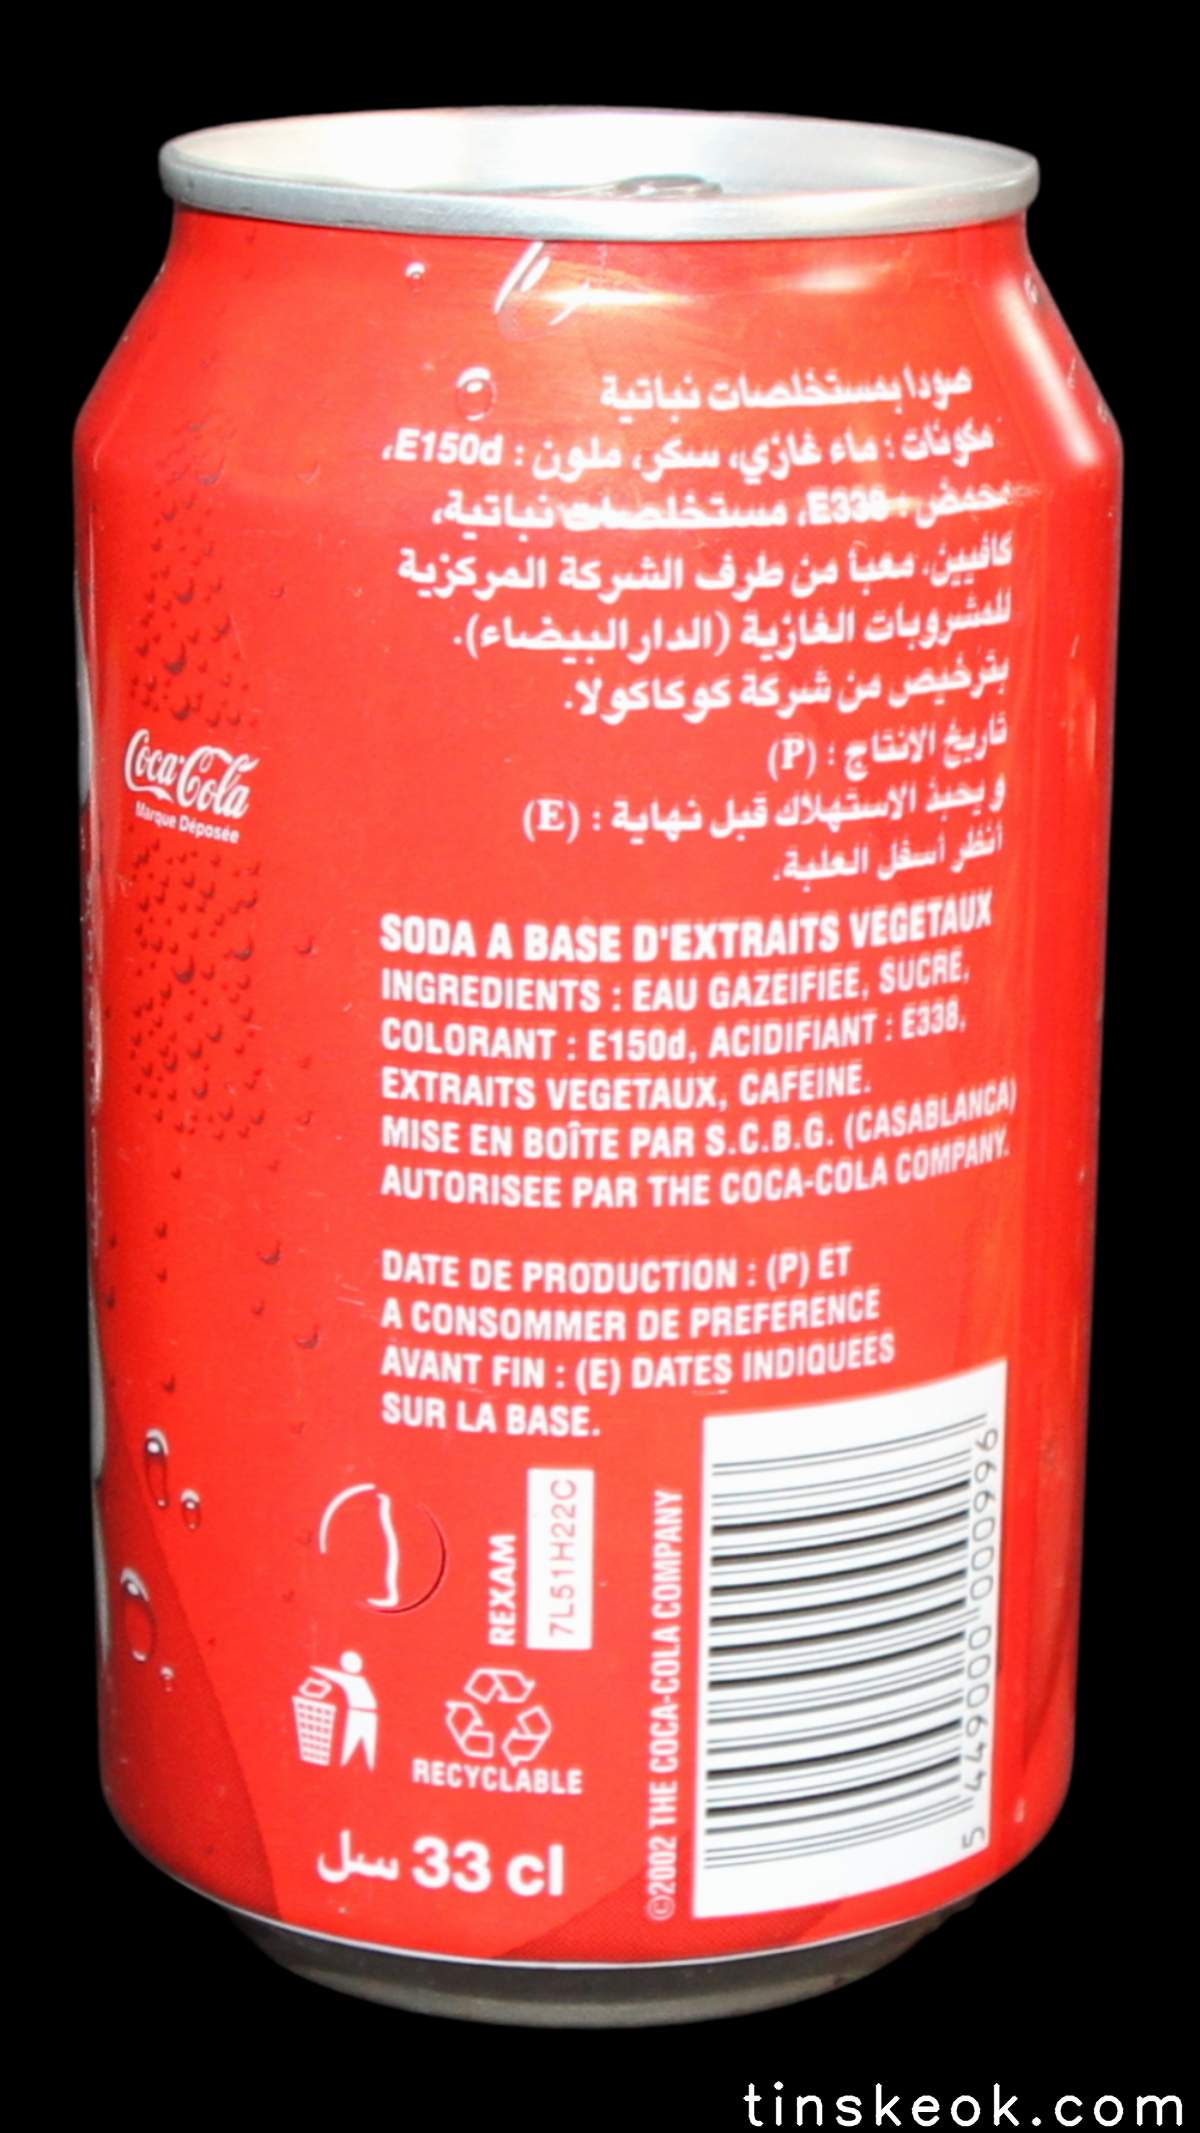 صودا بمستخلصات نباتية
مكونات : ماء غازي، سكر، ملون : E150d،
محمض : E338، مستخلصات نباتية،
كافيين. معبأ من طرف الشركة المركزية
للمشروبات الغازية (الدار البيضاء).
بترخيص من شركة كوكاكولا.
تاريخ الانتاج : (P)
و يحبذ الاستهلاك قبل نهاية : (E)
أنظر أسفل العلبة.
Coca-Cola
Marque Déposée
SODA A BASE D'EXTRAITS VEGETAUX
INGREDIENTS : EAU GAZEIFIEE, SUCRE,
COLORANT : E150d, ACIDIFIANT : E338,
EXTRAITS VEGETAUX, CAFEINE.
MISE EN BOÎTE PAR S.C.B.G. (CASABLANCA)
AUTORISEE PAR THE COCA-COLA COMPANY.
DATE DE PRODUCTION : (P) ET
A CONSOMMER DE PREFERENCE
AVANT FIN : (E) DATES INDIQUEES
SUR LA BASE.
REXAM
7L51H22C
RECYCLABLE
33 cl سل
©2002 THE COCA-COLA COMPANY
5 449000 000996
tinskeok.com